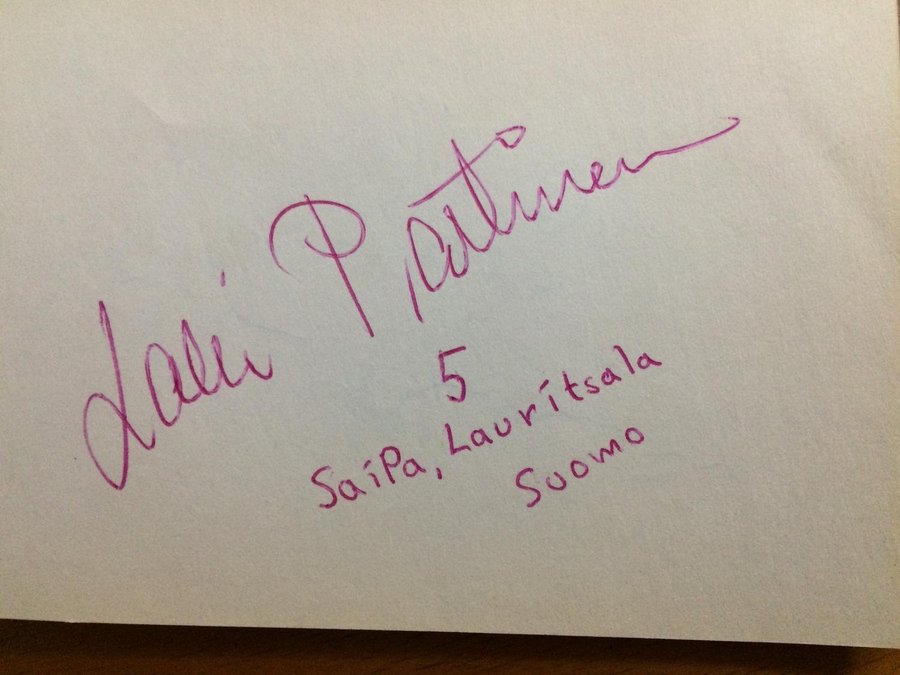 Lalli Partinen
5
SaiPa, Lauritsala
Suomo